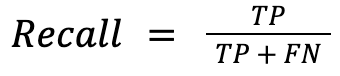 Recall = TP / TP + FN